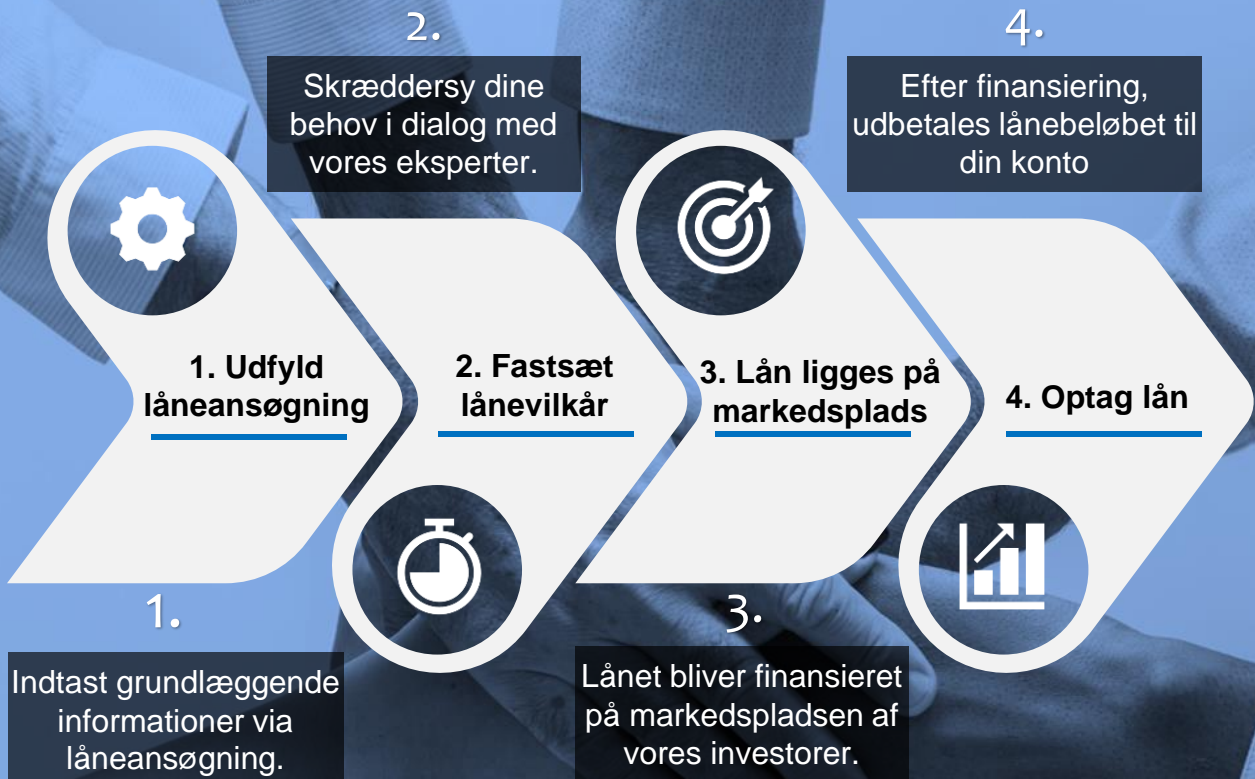 2.
Skræddersy dine
behov i dialog med
vores eksperter.
4.
Efter finansiering,
udbetales lånebeløbet til
din konto
1. Udfyld
låneansøgning
2. Fastsæt
lånevilkår
3. Lån ligges på
markedsplads
4. Optag lån
1.
Indtast grundlæggende
informationer via
låneansøgning.
3.
Lånet bliver finansieret
på markedspladsen af
vores investorer.